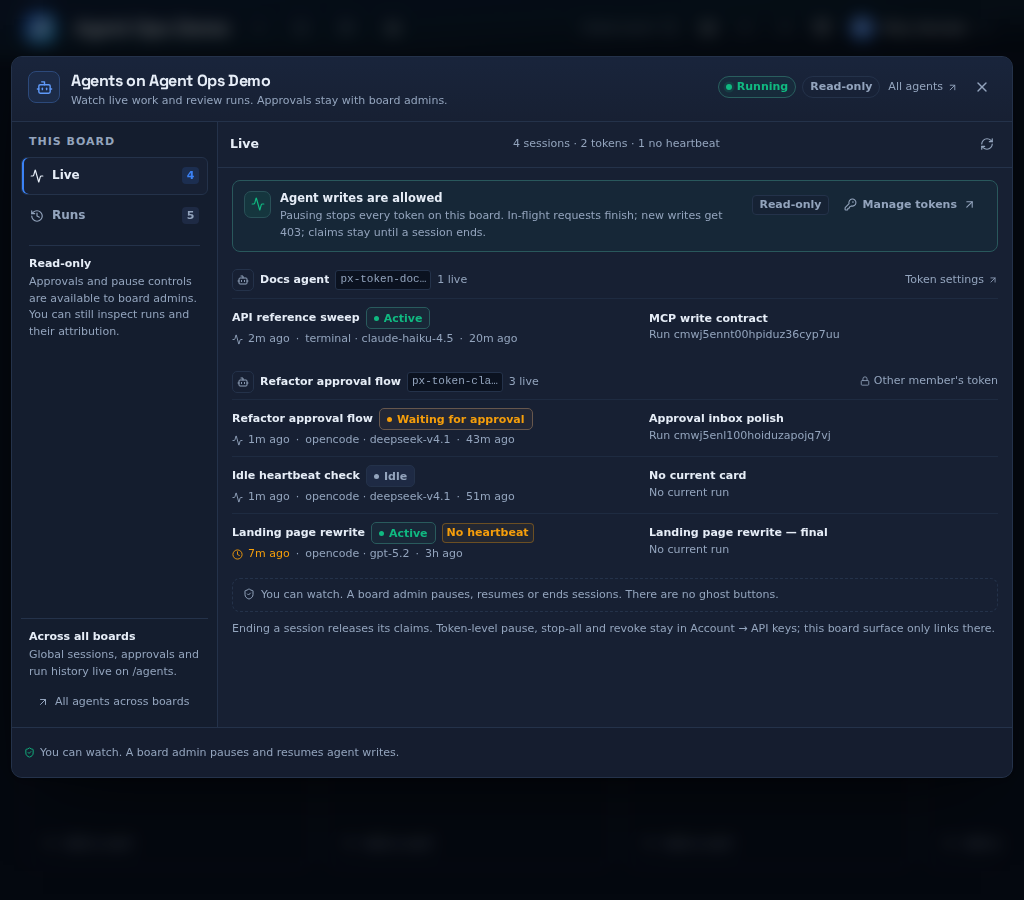 Agents on Agent Ops Demo
Watch live work and review runs. Approvals stay with board admins.
Running
Read-only
All agents
THIS BOARD
Live
4
Runs
5
Read-only
Approvals and pause controls
are available to board admins.
You can still inspect runs and
their attribution.
Across all boards
Global sessions, approvals and
run history live on /agents.
All agents across boards
Live
4 sessions · 2 tokens · 1 no heartbeat
Agent writes are allowed
Pausing stops every token on this board. In-flight requests finish; new writes get
403; claims stay until a session ends.
Read-only
Manage tokens
Docs agent px-token-doc… 1 live
Token settings
API reference sweep Active
2m ago · terminal · claude-haiku-4.5 · 20m ago
MCP write contract
Run cmwj5ennt00hpiduz36cyp7uu
Refactor approval flow px-token-cla… 3 live
Other member's token
Refactor approval flow Waiting for approval
1m ago · opencode · deepseek-v4.1 · 43m ago
Approval inbox polish
Run cmwj5enl100hoiduzapojq7vj
Idle heartbeat check Idle
1m ago · opencode · deepseek-v4.1 · 51m ago
No current card
No current run
Landing page rewrite Active No heartbeat
7m ago · opencode · gpt-5.2 · 3h ago
Landing page rewrite — final
No current run
You can watch. A board admin pauses, resumes or ends sessions. There are no ghost buttons.
Ending a session releases its claims. Token-level pause, stop-all and revoke stay in Account → API keys; this board surface only links there.
You can watch. A board admin pauses and resumes agent writes.